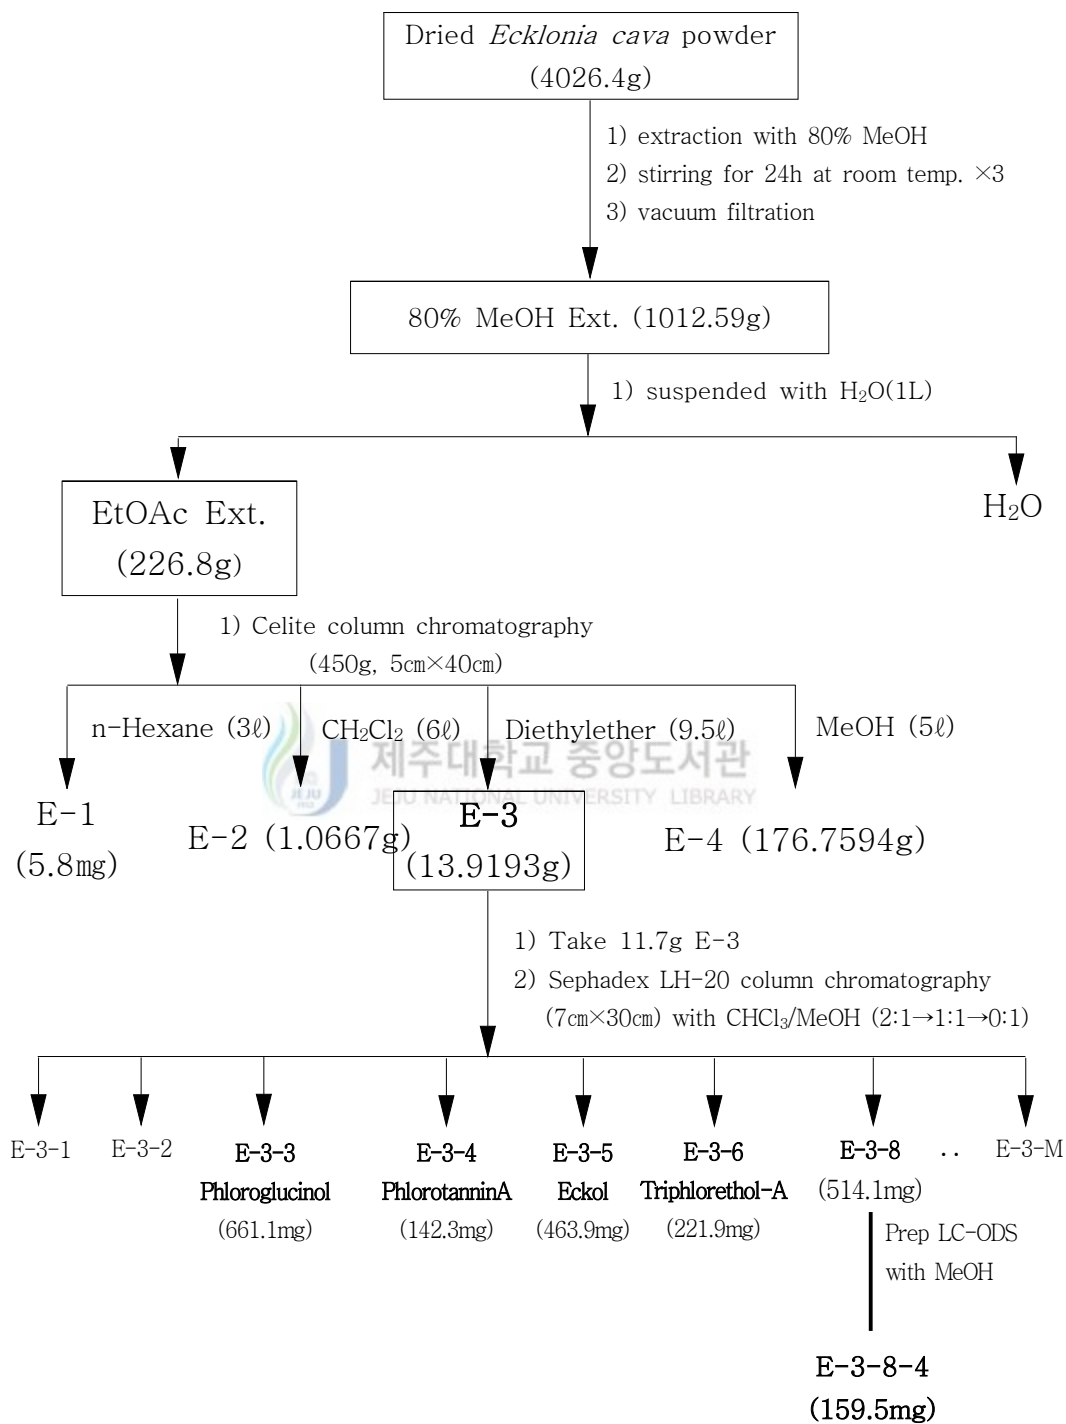 Dried Ecklonia cava powder
(4026.4g)
1) extraction with 80% MeOH
2) stirring for 24h at room temp. ×3
3) vacuum filtration
80% MeOH Ext. (1012.59g)
1) suspended with H₂O(1L)
EtOAc Ext.
(226.8g)
H₂O
1) Celite column chromatography
(450g, 5㎝×40㎝)
n-Hexane (3ℓ)
CH₂Cl₂ (6ℓ)
Diethylether (9.5ℓ)
MeOH (5ℓ)
제주대학교 중앙도서관
JEJU NATIONAL UNIVERSITY LIBRARY
JEJU
1952
E-1
(5.8㎎)
E-2 (1.0667g)
E-3
(13.9193g)
E-4 (176.7594g)
1) Take 11.7g E-3
2) Sephadex LH-20 column chromatography
(7㎝×30㎝) with CHCl₃/MeOH (2:1→1:1→0:1)
E-3-1
E-3-2
E-3-3
Phloroglucinol
(661.1mg)
E-3-4
PhlorotanninA
(142.3mg)
E-3-5
Eckol
(463.9mg)
E-3-6
Triphlorethol-A
(221.9mg)
E-3-8
(514.1mg)
..
E-3-M
Prep LC-ODS
with MeOH
E-3-8-4
(159.5mg)